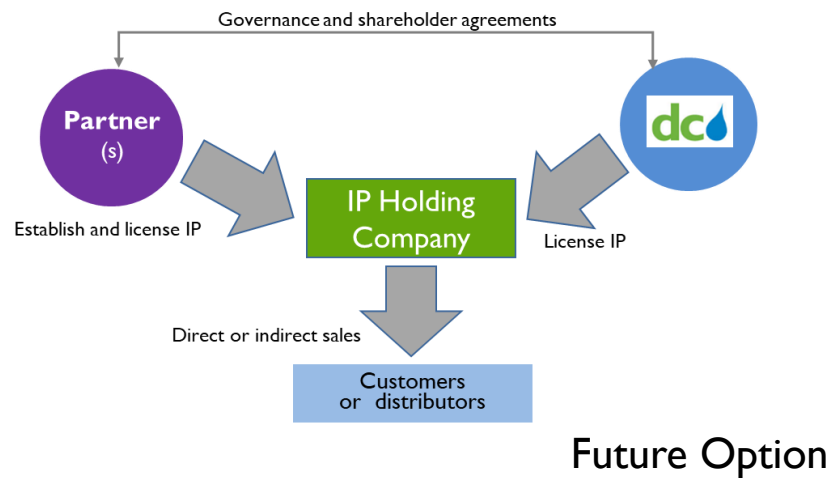 Governance and shareholder agreements
Partner
(s)
dc
IP Holding
Company
Establish and license IP
License IP
Direct or indirect sales
Customers
or distributors
Future Option